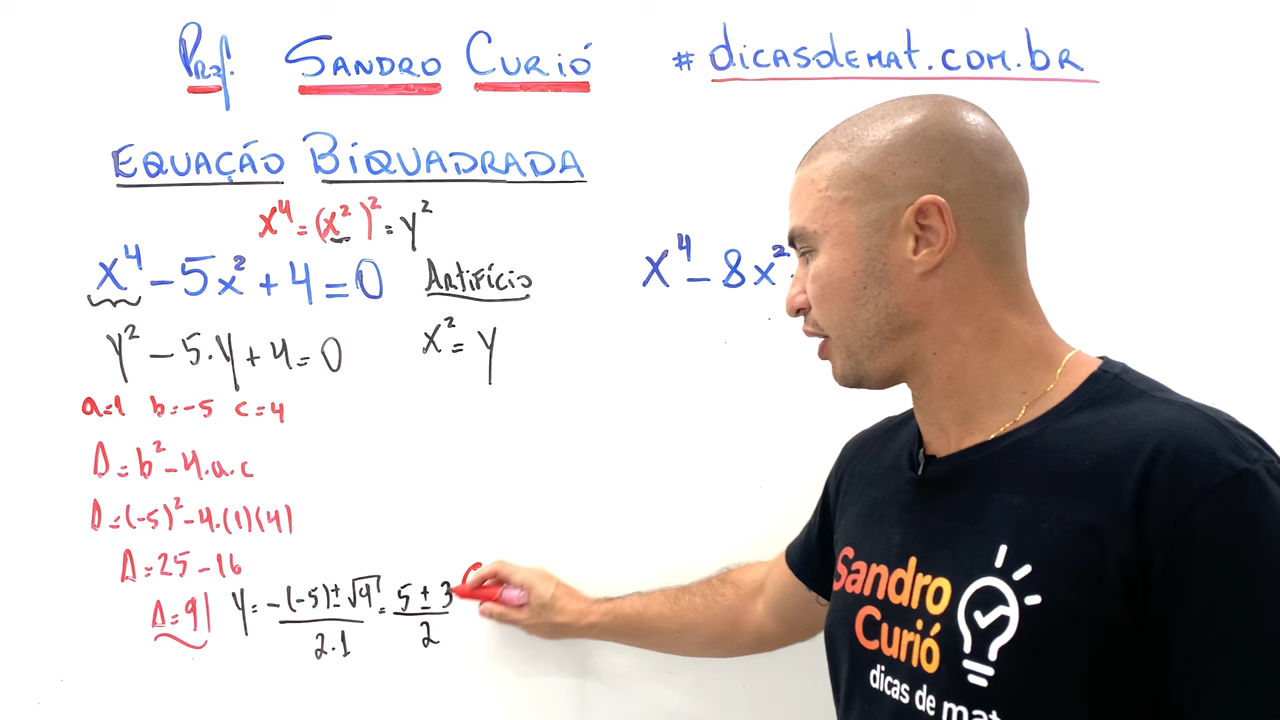 Prof. SANDRO CURIÓ # dicasdemat.com.br
EQUAÇÃO BIQUADRADA
x⁴ = (x²)² = y²
x⁴ - 5x² + 4 = 0 ARTIFÍCIO
y² - 5.y + 4 = 0 x² = y
a=1 b=-5 c=4
Δ = b² - 4.a.c
Δ = (-5)² - 4.(1)(4)
Δ = 25 - 16
Δ = 9 y = -(-5) ± √9 / 2.1 = 5 ± 3 / 2
x⁴ - 8x²
Sandro
Curió
dicas de mat